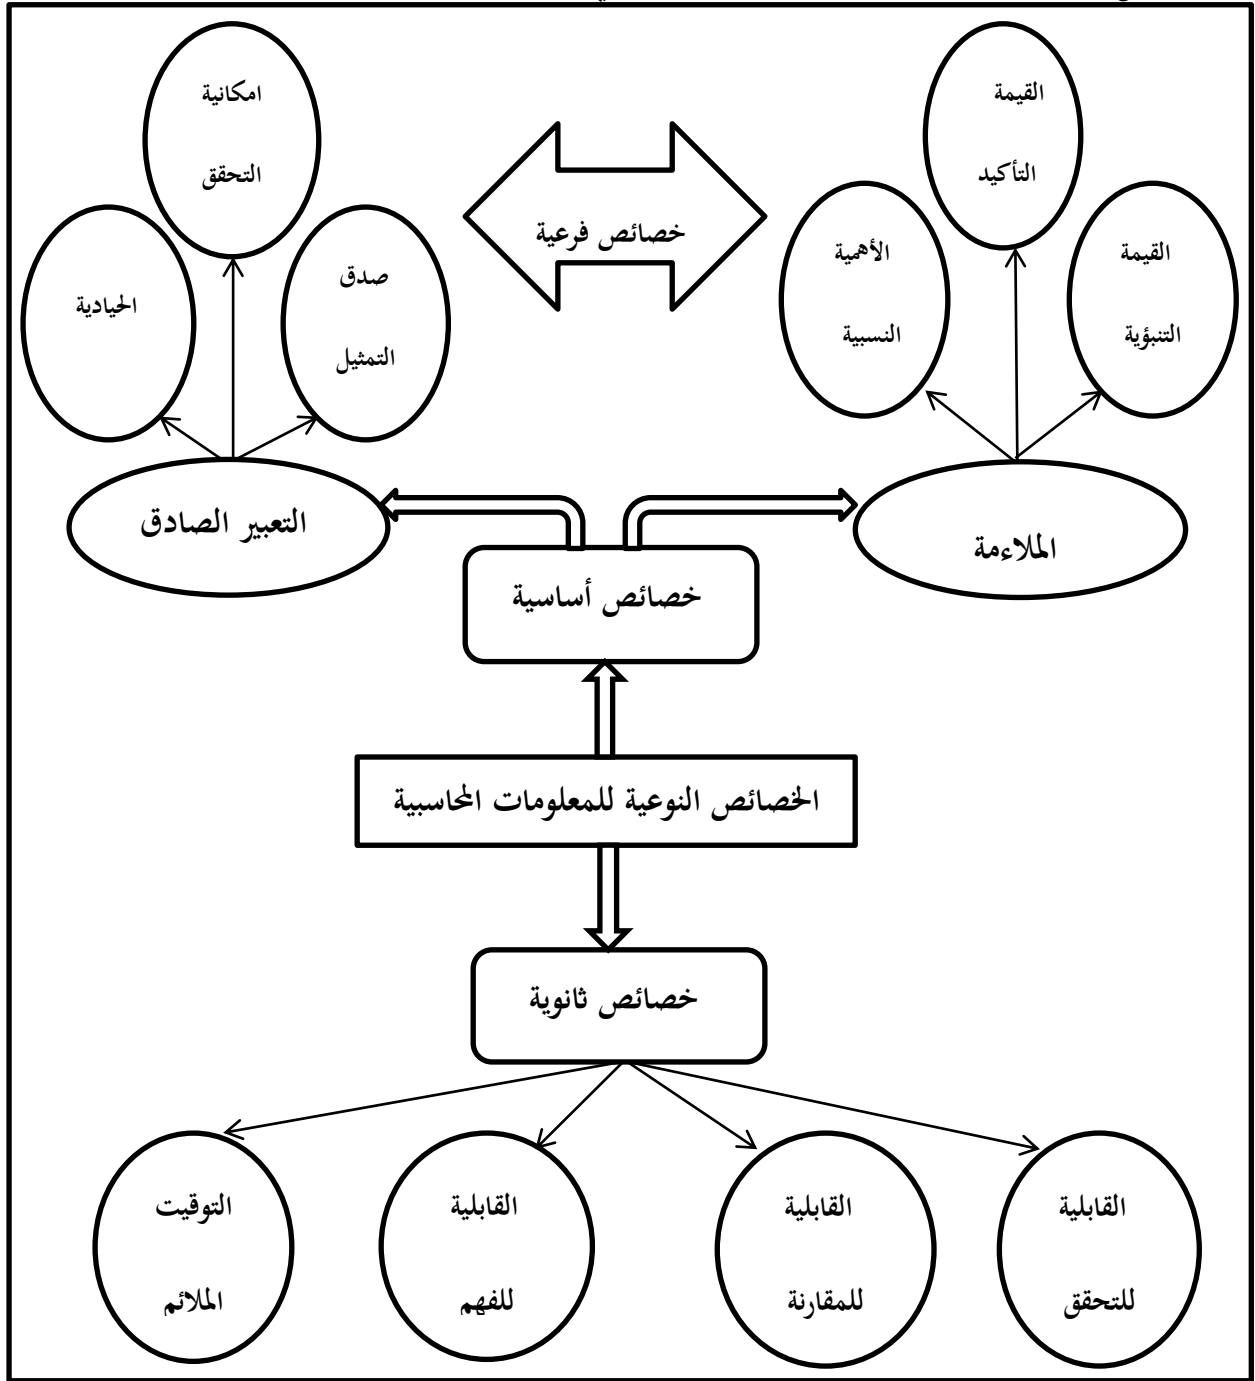 القيمة
التأكيد
امكانية
التحقق
القيمة
التنبؤية
الأهمية
النسبية
خصائص فرعية
صدق
التمثيل
الحيادية
الملاءمة
التعبير الصادق
خصائص أساسية
الخصائص النوعية للمعلومات المحاسبية
خصائص ثانوية
القابلية
للتحقق
القابلية
للمقارنة
القابلية
للفهم
التوقيت
الملائم